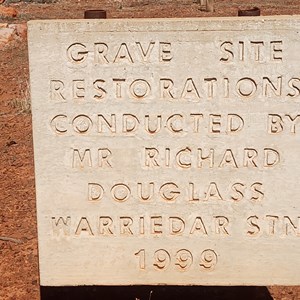 GRAVE SITE
RESTORATIONS
CONDUCTED BY
MR RICHARD
DOUGLASS
WARRIEDAR STN
1999